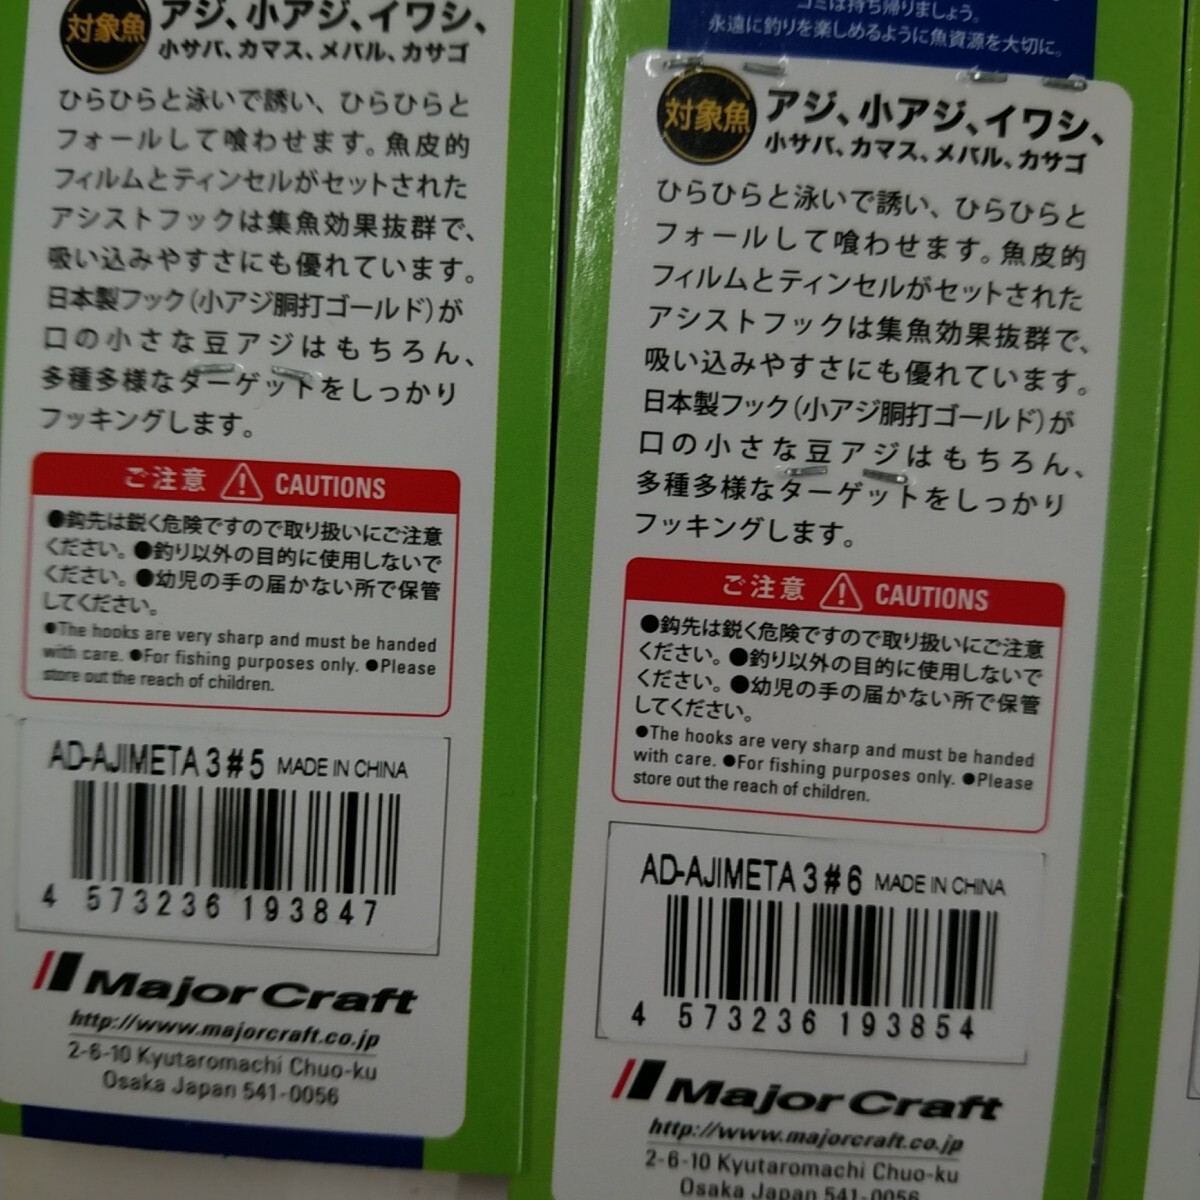 対象魚
アジ、小アジ、イワシ、
小サバ、カマス、メバル、カサゴ
ひらひらと泳いで誘い、ひらひらと
フォールして喰わせます。魚皮的
フィルムとティンセルがセットされた
アシストフックは集魚効果抜群で、
吸い込みやすさにも優れています。
日本製フック(小アジ胴打ゴールド)が
口の小さな豆アジはもちろん、
多種多様なターゲットをしっかり
フッキングします。
ご注意 CAUTIONS
●鈎先は鋭く危険ですので取り扱いにご注意
ください。●釣り以外の目的に使用しないで
ください。●幼児の手の届かない所で保管
してください。
●The hooks are very sharp and must be handed
with care. ●For fishing purposes only. ●Please
store out the reach of children.
AD-AJIMETA 3#5 MADE IN CHINA
4 573236 193847
Major Craft
http://www.majorcraft.co.jp
2-6-10 Kyutaromachi Chuo-ku
Osaka Japan 541-0056
ゴミは持ち帰りましょう。
永遠に釣りを楽しめるように魚資源を大切に。
対象魚
アジ、小アジ、イワシ、
小サバ、カマス、メバル、カサゴ
ひらひらと泳いで誘い、ひらひらと
フォールして喰わせます。魚皮的
フィルムとティンセルがセットされた
アシストフックは集魚効果抜群で、
吸い込みやすさにも優れています。
日本製フック(小アジ胴打ゴールド)が
口の小さな豆アジはもちろん、
多種多様なターゲットをしっかり
フッキングします。
ご注意 CAUTIONS
●鈎先は鋭く危険ですので取り扱いにご注意
ください。●釣り以外の目的に使用しないで
ください。●幼児の手の届かない所で保管
してください。
●The hooks are very sharp and must be handed
with care. ●For fishing purposes only. ●Please
store out the reach of children.
AD-AJIMETA 3#6 MADE IN CHINA
4 573236 193854
Major Craft
http://www.majorcraft.co.jp
2-6-10 Kyutaromachi Chuo-ku
Osaka Japan 541-0056